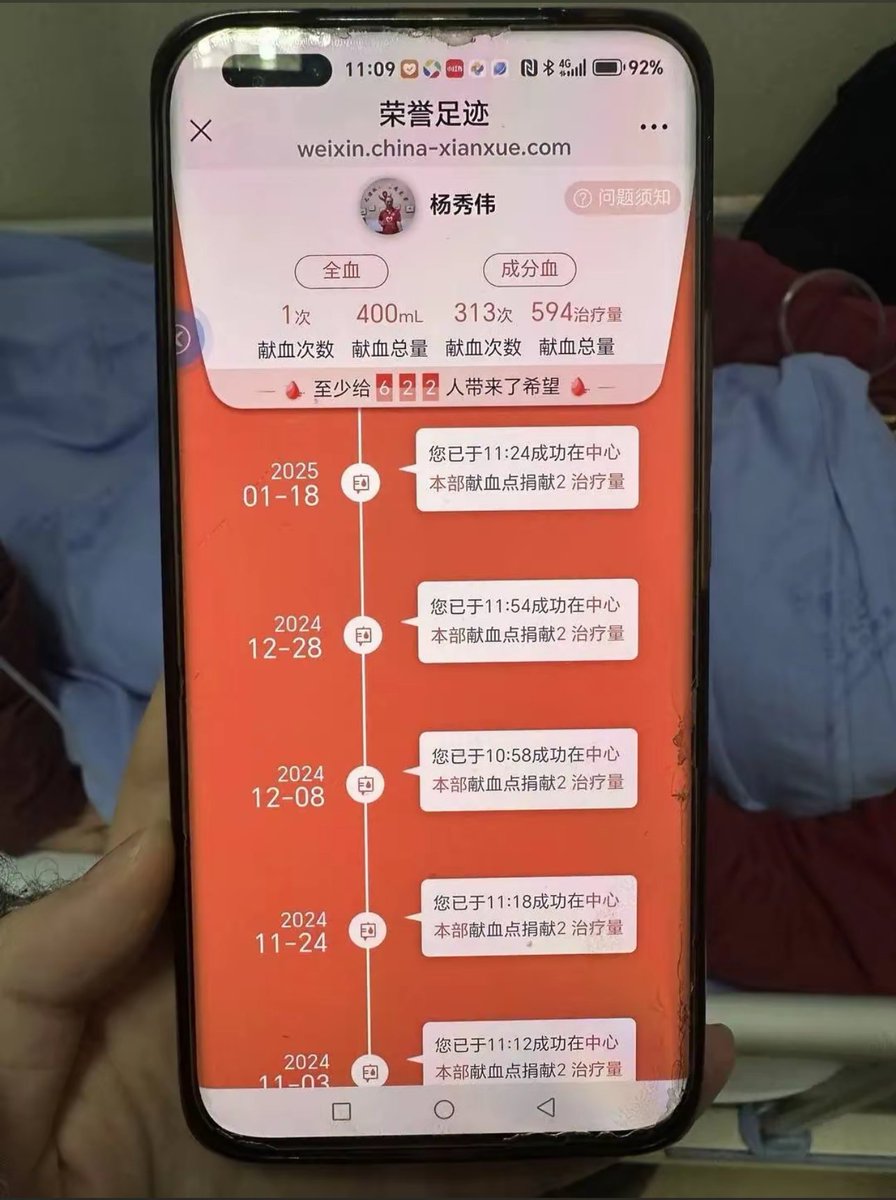 11:09 4G 92%
荣誉足迹
weixin.china-xianxue.com
杨秀伟
问题须知
全血 成分血
1次 400mL 313次 594治疗量
献血次数 献血总量 献血次数 献血总量
至少给 6 2 2 人带来了希望
2025
01-18
您已于11:24成功在中心
本部献血点捐献2 治疗量
2024
12-28
您已于11:54成功在中心
本部献血点捐献2 治疗量
2024
12-08
您已于10:58成功在中心
本部献血点捐献2 治疗量
2024
11-24
您已于11:18成功在中心
本部献血点捐献2 治疗量
2024
11-03
您已于11:12成功在中心
本部献血点捐献2 治疗量